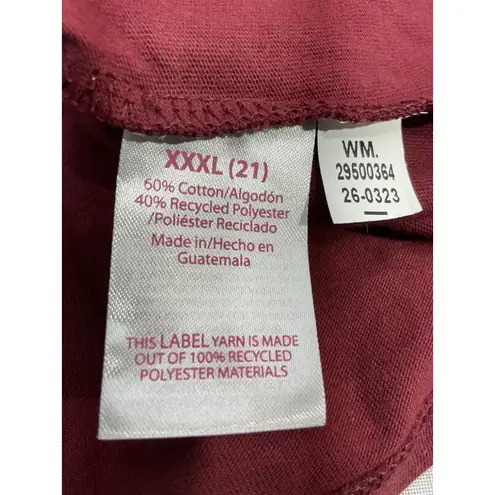 XXXL (21)
60% Cotton/Algodón
40% Recycled Polyester
/Poliéster Reciclado
Made in/Hecho en
Guatemala
THIS LABEL YARN IS MADE
OUT OF 100% RECYCLED
POLYESTER MATERIALS
WM.
29500364
26-0323